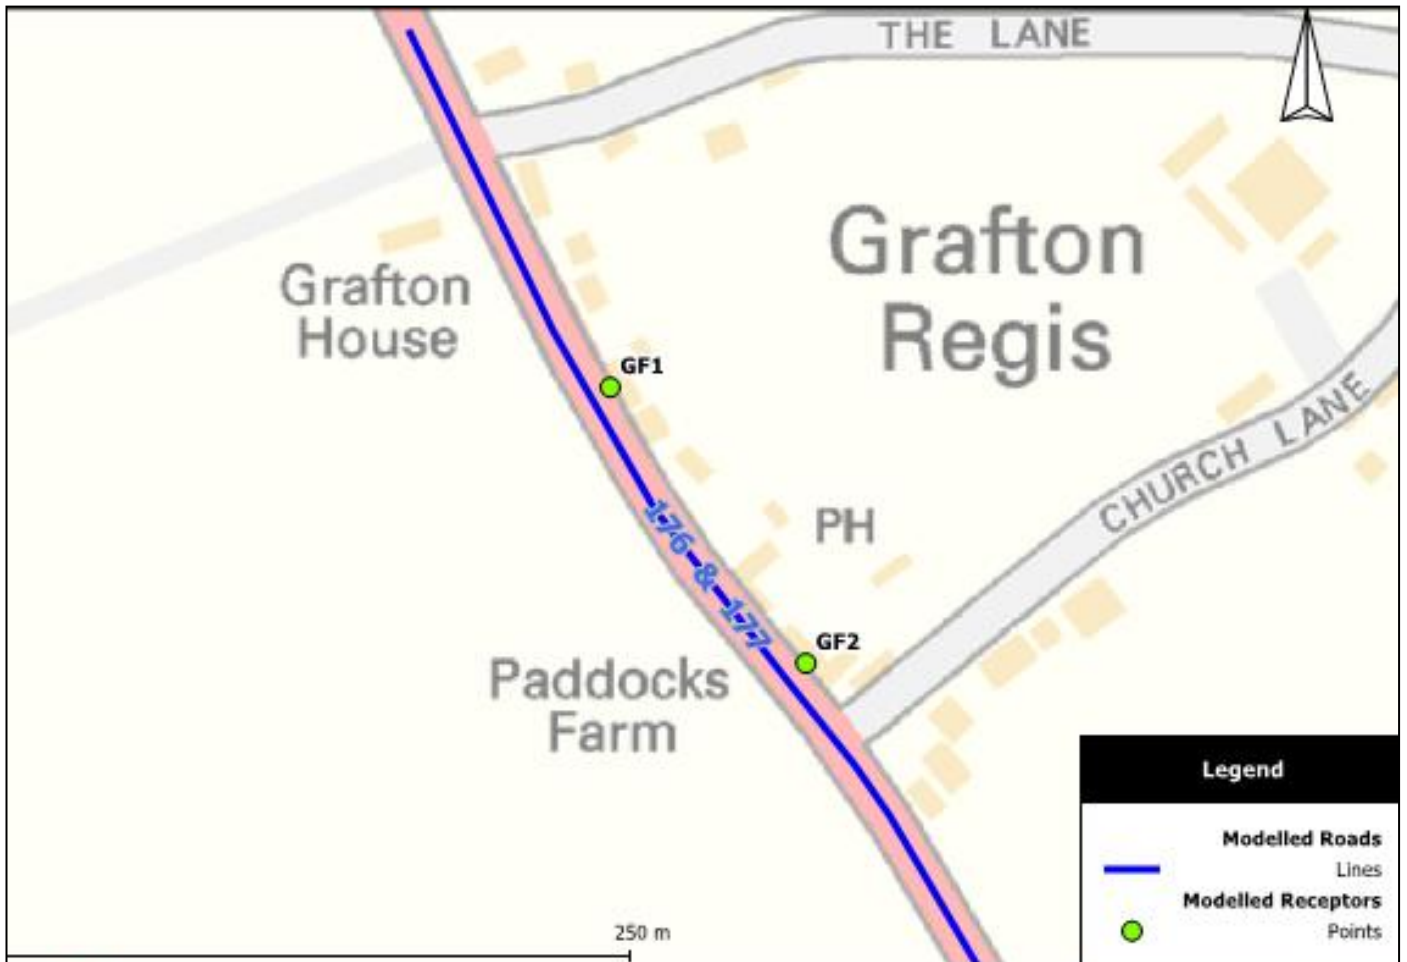 THE LANE
Grafton
Regis
Grafton
House
GF1
CHURCH LANE
176 & 177
PH
GF2
Paddocks
Farm
Legend
Modelled Roads
Lines
Modelled Receptors
Points
250 m